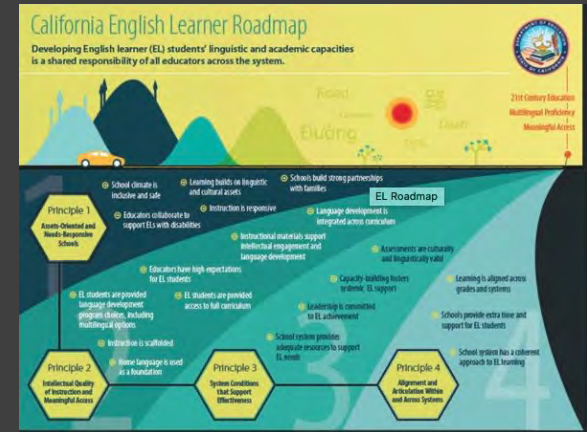 California English Learner Roadmap
Developing English learner (EL) students' linguistic and academic capacities
is a shared responsibility of all educators across the system.
Road
Đường
21st Century Education
Multilingual Proficiency
Meaningful Access
1
Principle 1
Assets-Oriented and
Needs-Responsive
Schools
School climate is
inclusive and safe
Learning builds on linguistic
and cultural assets
Schools build strong partnerships
with families
Educators collaborate to
support ELs with disabilities
Instruction is responsive
EL Roadmap
Language development is
integrated across curriculum
Instructional materials support
intellectual engagement and
language development
Assessments are culturally
and linguistically valid
Educators have high expectations
for EL students
Capacity-building fosters
systemic EL support
Learning is aligned across
grades and systems
EL students are provided
language development
program choices, including
multilingual options
EL students are provided
access to full curriculum
Leadership is committed
to EL achievement
Schools provide extra time and
support for EL students
Instruction is scaffolded
School system provides
adequate resources to support
EL needs
School system has a coherent
approach to EL learning
Home language is used
as a foundation
2
Principle 2
Intellectual Quality
of Instruction and
Meaningful Access
3
Principle 3
System Conditions
that Support
Effectiveness
4
Principle 4
Alignment and
Articulation Within
and Across Systems